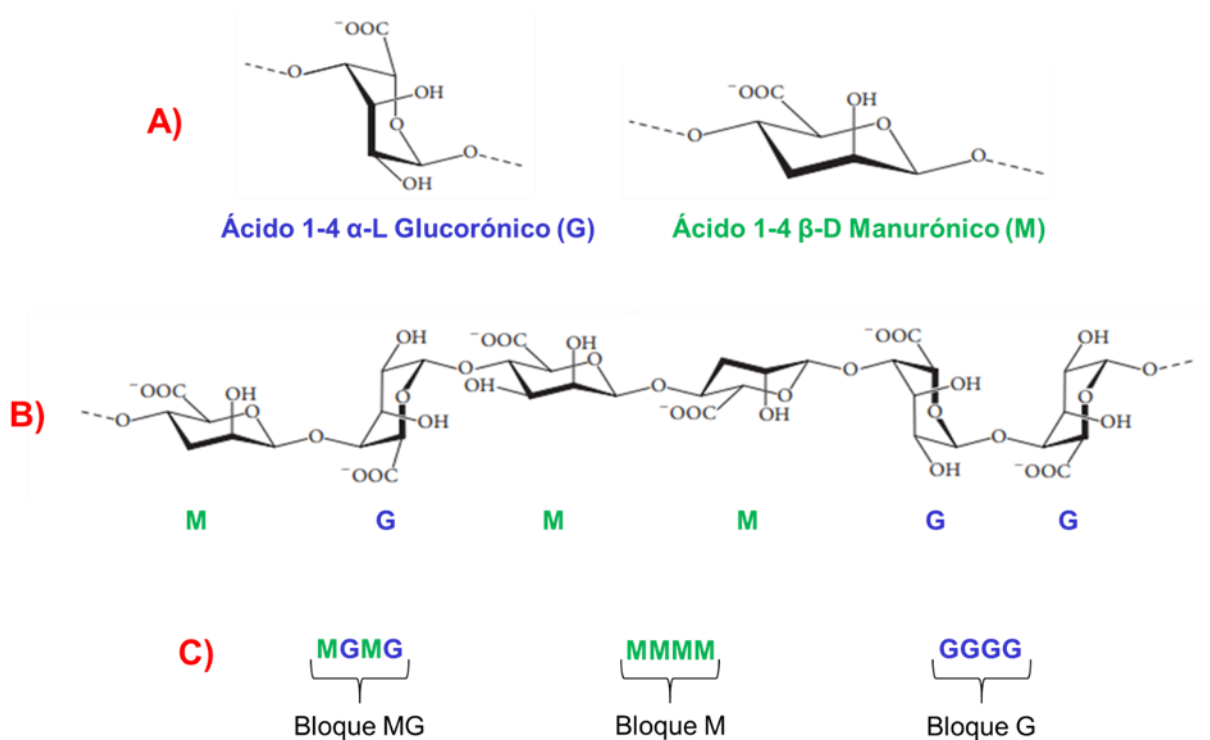 A)
⁻OOC
O
OH
O
O
OH
⁻OOC
OH
O
O
O
Ácido 1-4 α-L Glucorónico (G)
Ácido 1-4 β-D Manurónico (M)
B)
⁻OOC
OH
O
O
O
OH
O
OH
⁻OOC
O
⁻OOC
OH
O
OH
O
⁻OOC
OH
O
O
⁻OOC
OH
O
OH
O
OH
O
O
OH
⁻OOC
M
G
M
M
G
G
C)
MGMG
MMMM
GGGG
Bloque MG
Bloque M
Bloque G